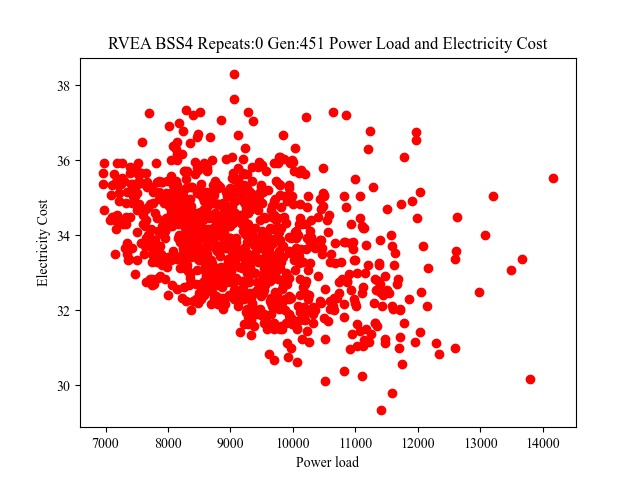 RVEA BSS4 Repeats:0 Gen:451 Power Load and Electricity Cost
38
36
34
32
30
Electricity Cost
7000 8000 9000 10000 11000 12000 13000 14000
Power load